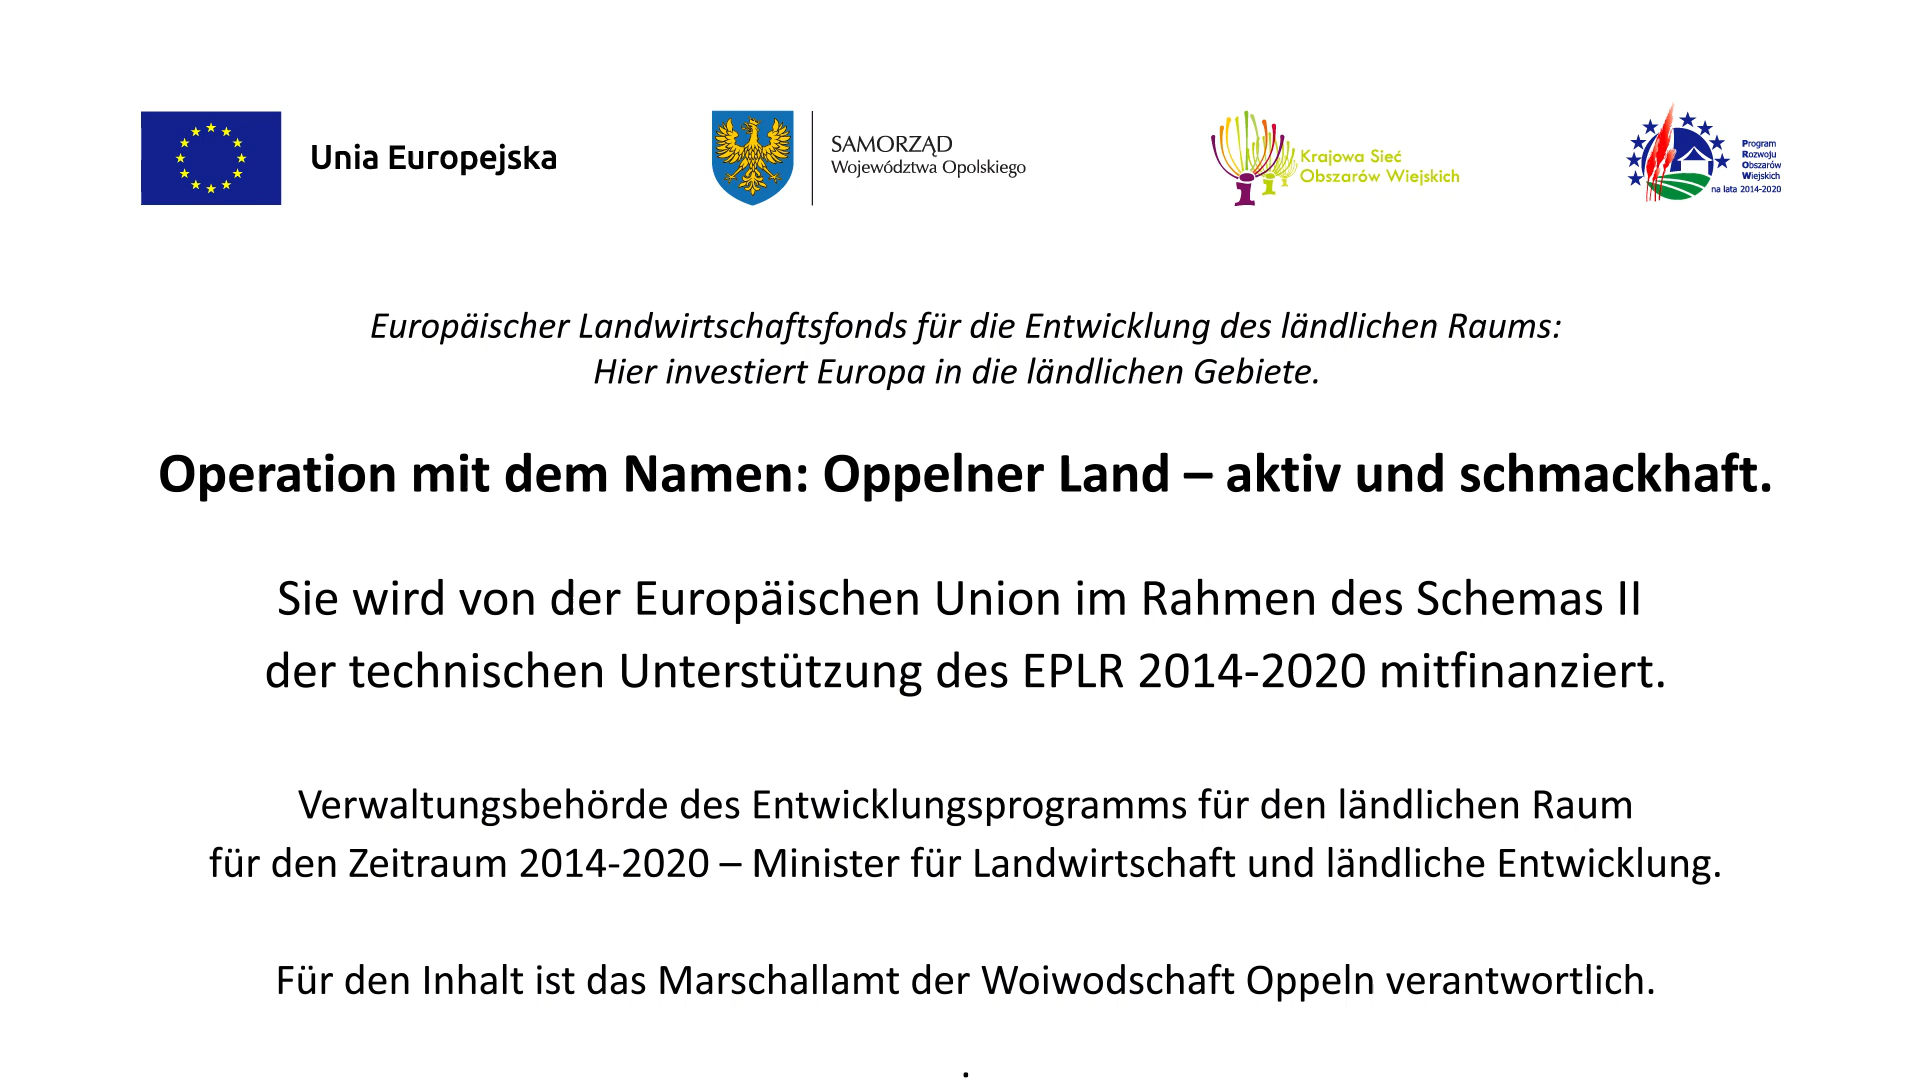 Unia Europejska
SAMORZĄD
Województwa Opolskiego
Krajowa Sieć
Obszarów Wiejskich
Program
Rozwoju
Obszarów
Wiejskich
na lata 2014-2020
Europäischer Landwirtschaftsfonds für die Entwicklung des ländlichen Raums:
Hier investiert Europa in die ländlichen Gebiete.
Operation mit dem Namen: Oppelner Land – aktiv und schmackhaft.
Sie wird von der Europäischen Union im Rahmen des Schemas II
der technischen Unterstützung des EPLR 2014-2020 mitfinanziert.
Verwaltungsbehörde des Entwicklungsprogramms für den ländlichen Raum
für den Zeitraum 2014-2020 – Minister für Landwirtschaft und ländliche Entwicklung.
Für den Inhalt ist das Marschallamt der Woiwodschaft Oppeln verantwortlich.
.